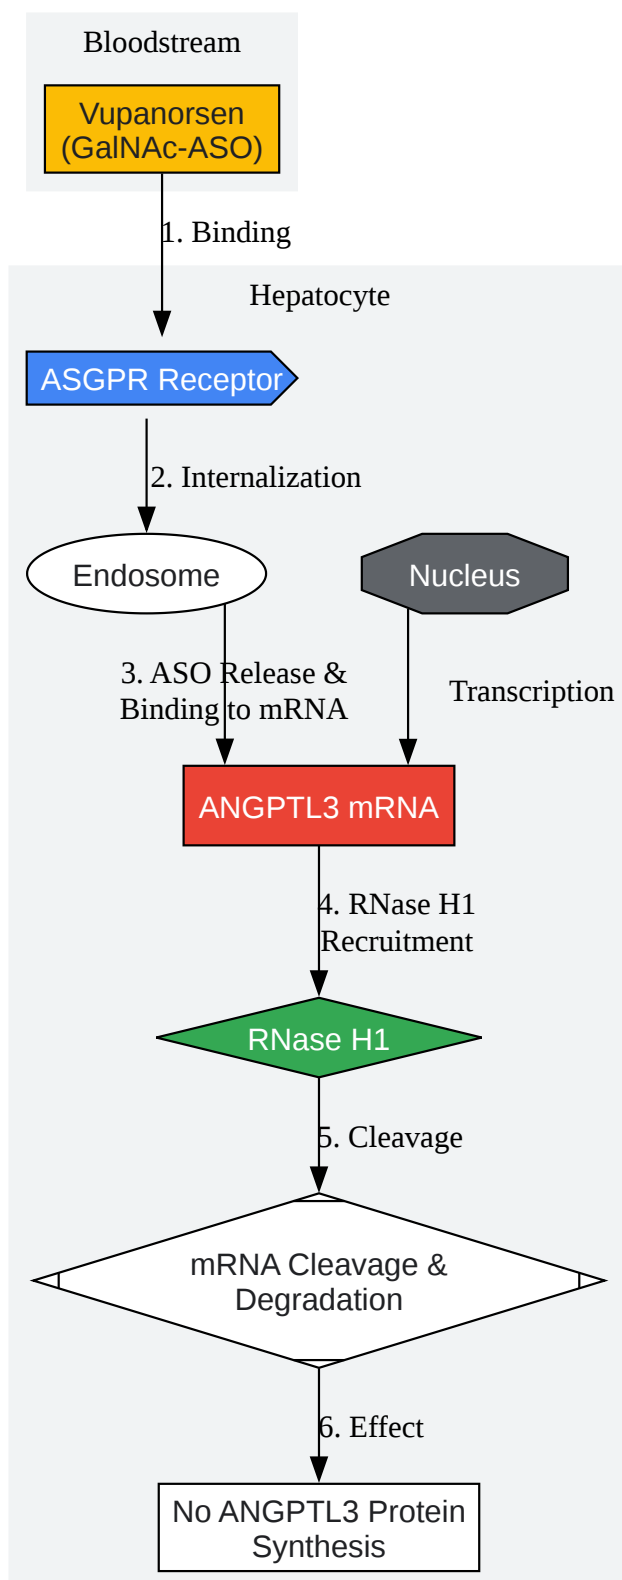 Bloodstream
Vupanorsen
(GalNAc-ASO)
1. Binding
Hepatocyte
ASGPR Receptor
2. Internalization
Endosome
Nucleus
3. ASO Release &
Binding to mRNA
Transcription
ANGPTL3 mRNA
4. RNase H1
Recruitment
RNase H1
5. Cleavage
mRNA Cleavage &
Degradation
6. Effect
No ANGPTL3 Protein
Synthesis